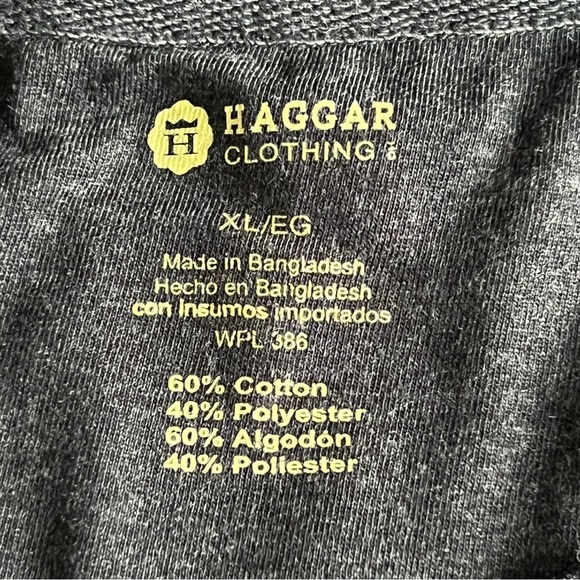 H HAGGAR
CLOTHING
XL/EG
Made in Bangladesh
Hecho en Bangladesh
con Insumos importados
WPL 386
60% Cotton
40% Polyester
60% Algodón
40% Poliester